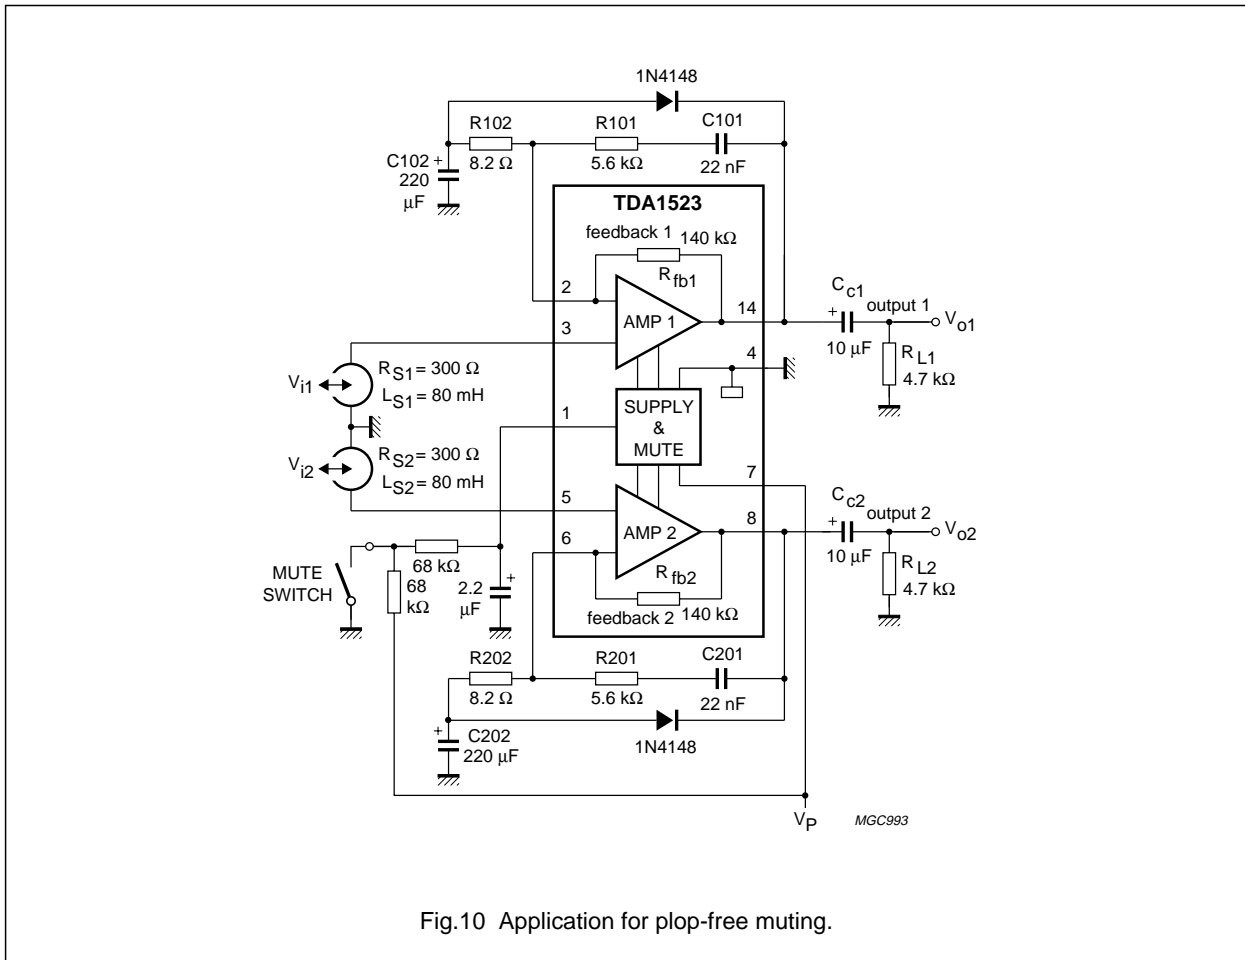 1N4148
R102
R101
C101
C102 +
220
µF
8.2 Ω
5.6 kΩ
22 nF
TDA1523
feedback 1
140 kΩ
R fb1
2
AMP 1
14
3
C c1
output 1
+
V o1
10 µF
R L1
4.7 kΩ
4
V i1
R S1 = 300 Ω
L S1 = 80 mH
SUPPLY
&
MUTE
1
V i2
R S2 = 300 Ω
L S2 = 80 mH
7
5
AMP 2
8
C c2
output 2
+
V o2
10 µF
R L2
4.7 kΩ
6
R fb2
feedback 2
140 kΩ
MUTE
SWITCH
68 kΩ
68
kΩ
2.2
µF
+
R202
R201
C201
8.2 Ω
5.6 kΩ
22 nF
+
C202
220 µF
1N4148
V P
MGC993
Fig.10 Application for plop-free muting.